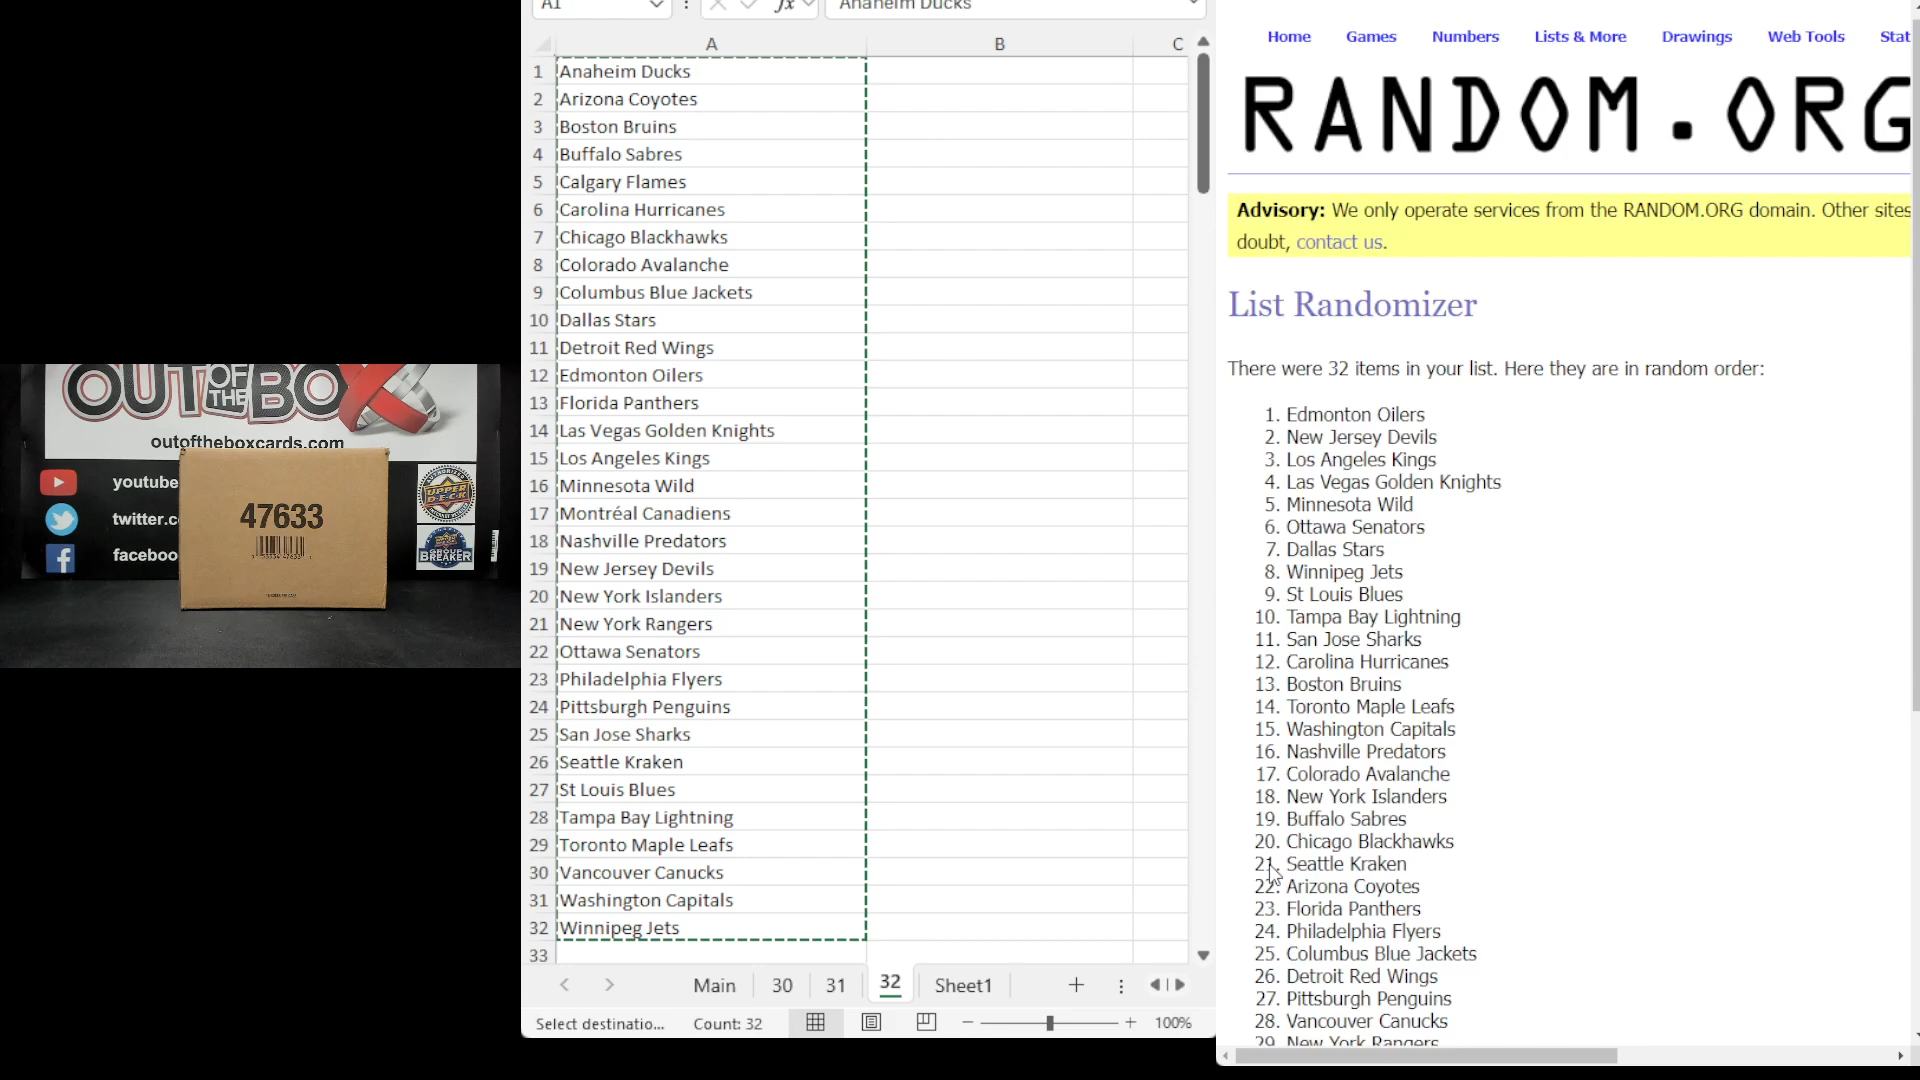 OUT OF THE BOX
outoftheboxcards.com
youtube
twitter.c
faceboo
47633
UPPER DECK
UPPER DECK
GROUP BREAKER
A1
fx
Anaheim Ducks
A B C
1 Anaheim Ducks
2 Arizona Coyotes
3 Boston Bruins
4 Buffalo Sabres
5 Calgary Flames
6 Carolina Hurricanes
7 Chicago Blackhawks
8 Colorado Avalanche
9 Columbus Blue Jackets
10 Dallas Stars
11 Detroit Red Wings
12 Edmonton Oilers
13 Florida Panthers
14 Las Vegas Golden Knights
15 Los Angeles Kings
16 Minnesota Wild
17 Montréal Canadiens
18 Nashville Predators
19 New Jersey Devils
20 New York Islanders
21 New York Rangers
22 Ottawa Senators
23 Philadelphia Flyers
24 Pittsburgh Penguins
25 San Jose Sharks
26 Seattle Kraken
27 St Louis Blues
28 Tampa Bay Lightning
29 Toronto Maple Leafs
30 Vancouver Canucks
31 Washington Capitals
32 Winnipeg Jets
33
Main 30 31 32 Sheet1
Select destinatio... Count: 32 100%
Home Games Numbers Lists & More Drawings Web Tools Stat
RANDOM.ORG
Advisory: We only operate services from the RANDOM.ORG domain. Other sites
doubt, contact us.
List Randomizer
There were 32 items in your list. Here they are in random order:
1. Edmonton Oilers
2. New Jersey Devils
3. Los Angeles Kings
4. Las Vegas Golden Knights
5. Minnesota Wild
6. Ottawa Senators
7. Dallas Stars
8. Winnipeg Jets
9. St Louis Blues
10. Tampa Bay Lightning
11. San Jose Sharks
12. Carolina Hurricanes
13. Boston Bruins
14. Toronto Maple Leafs
15. Washington Capitals
16. Nashville Predators
17. Colorado Avalanche
18. New York Islanders
19. Buffalo Sabres
20. Chicago Blackhawks
21. Seattle Kraken
22. Arizona Coyotes
23. Florida Panthers
24. Philadelphia Flyers
25. Columbus Blue Jackets
26. Detroit Red Wings
27. Pittsburgh Penguins
28. Vancouver Canucks
29. New York Rangers